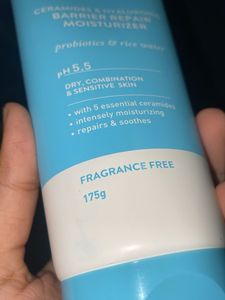 CERAMIDES & HYALURONIC
BARRIER REPAIR
MOISTURIZER
probiotics & rice water
pH 5.5
DRY, COMBINATION
& SENSITIVE SKIN
• with 5 essential ceramides
• intensely moisturizing
• repairs & soothes
FRAGRANCE FREE
175g